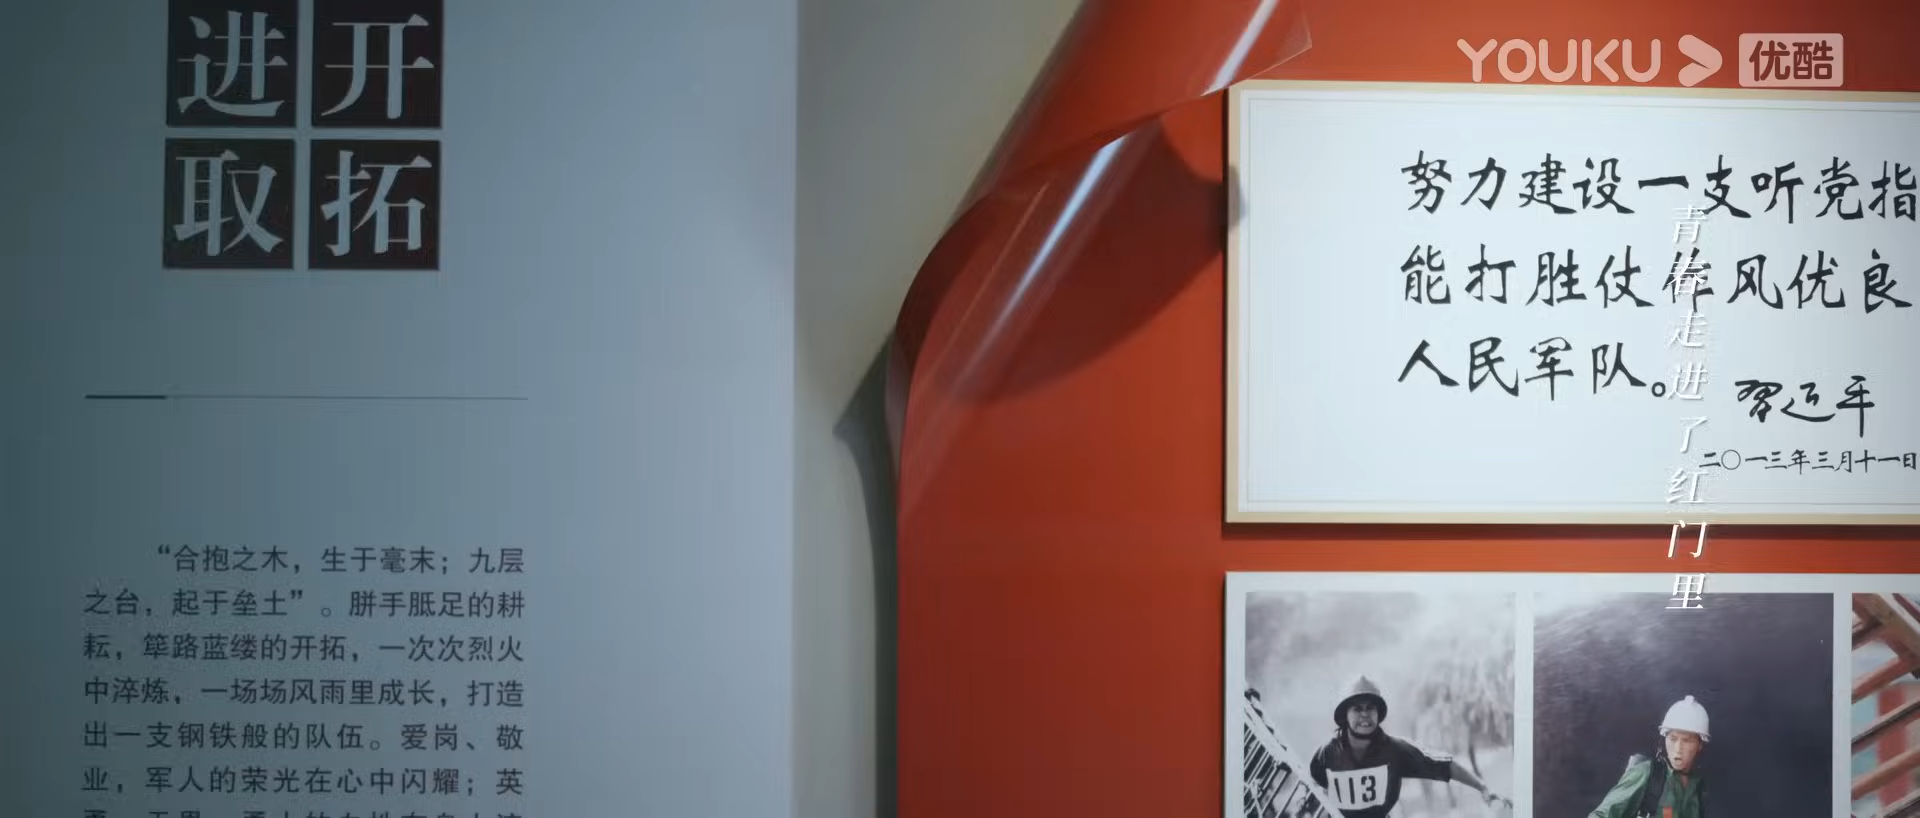 开拓
进取
“合抱之木，生于毫末；九层
之台，起于垒土”。胼手胝足的耕
耘，筚路蓝缕的开拓，一次次烈火
中淬炼，一场场风雨里成长，打造
出一支钢铁般的队伍。爱岗、敬
业，军人的荣光在心中闪耀；英
YOUKU 优酷
努力建设一支听党指
能打胜仗作风优良
人民军队。
习近平
二〇一三年三月十一日
青春走进了红门里
113